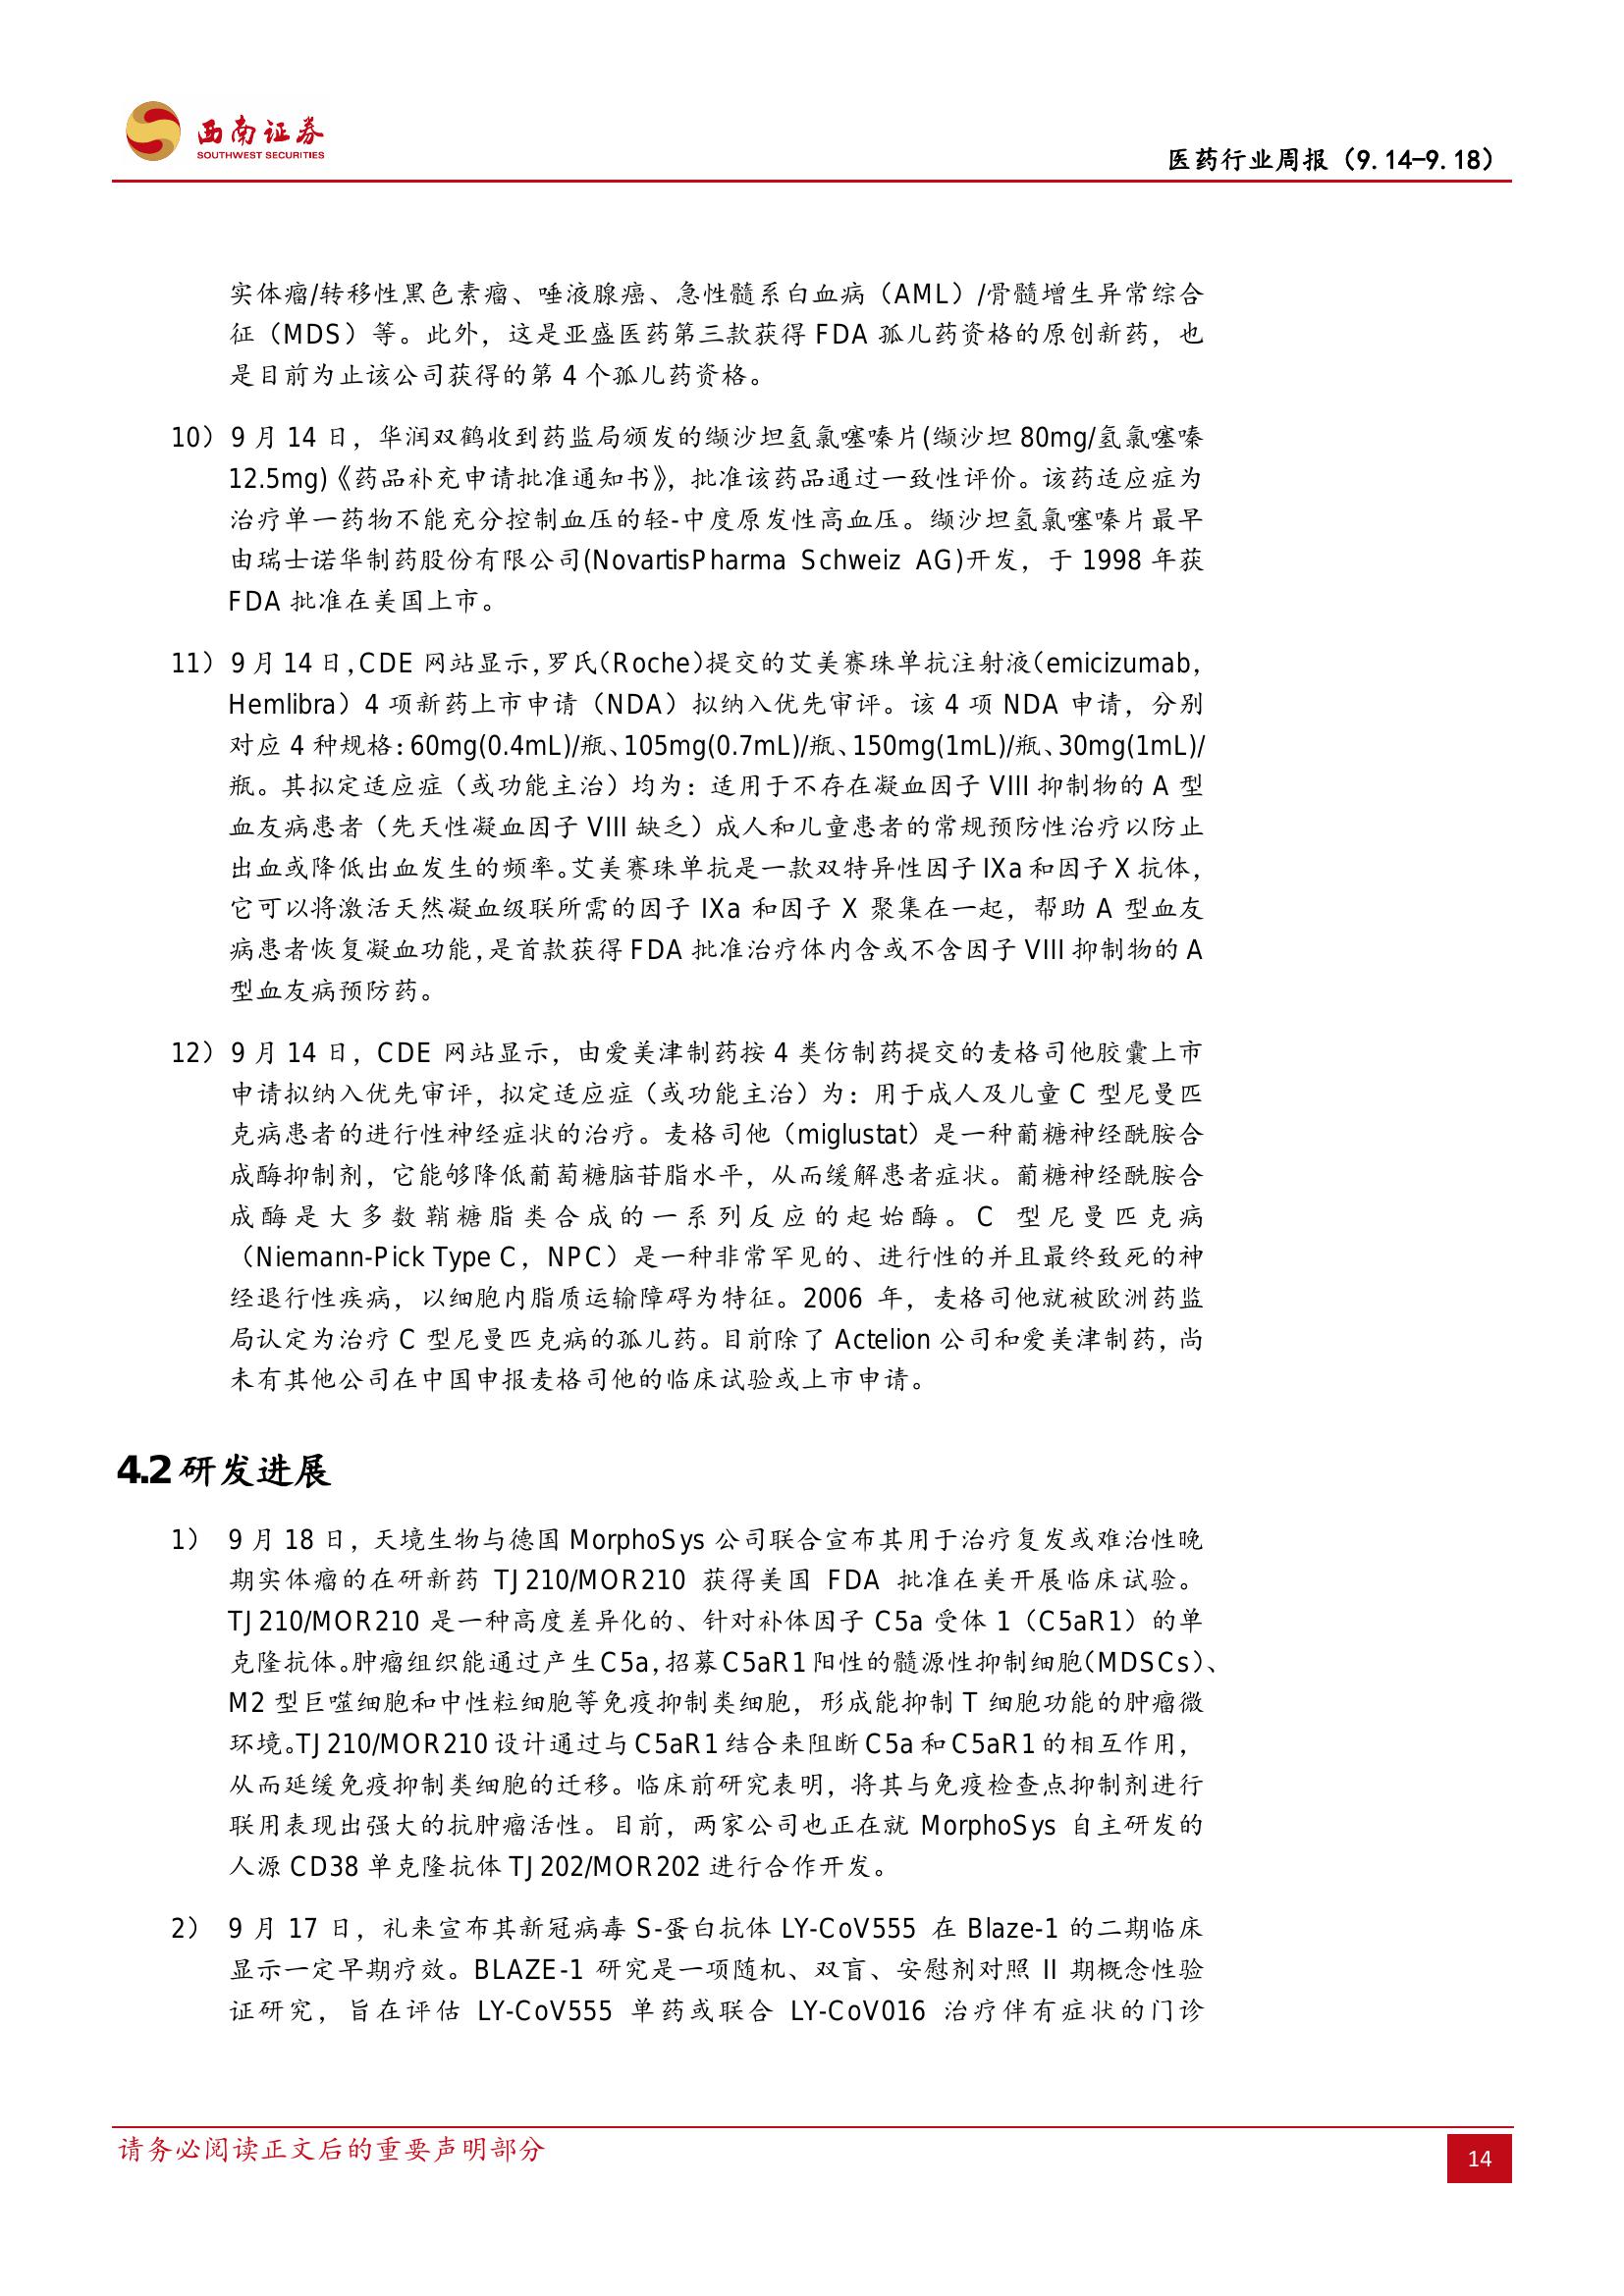 西南证券
SOUTHWEST SECURITIES
医药行业周报（9.14-9.18）
实体瘤/转移性黑色素瘤、唾液腺癌、急性髓系白血病（AML）/骨髓增生异常综合
征（MDS）等。此外，这是亚盛医药第三款获得 FDA 孤儿药资格的原创新药，也
是目前为止该公司获得的第 4 个孤儿药资格。
10）9 月 14 日，华润双鹤收到药监局颁发的缬沙坦氢氯噻嗪片(缬沙坦 80mg/氢氯噻嗪
12.5mg)《药品补充申请批准通知书》，批准该药品通过一致性评价。该药适应症为
治疗单一药物不能充分控制血压的轻-中度原发性高血压。缬沙坦氢氯噻嗪片最早
由瑞士诺华制药股份有限公司(NovartisPharma Schweiz AG)开发，于 1998 年获
FDA 批准在美国上市。
11）9 月 14 日，CDE 网站显示，罗氏（Roche）提交的艾美赛珠单抗注射液（emicizumab，
Hemlibra）4 项新药上市申请（NDA）拟纳入优先审评。该 4 项 NDA 申请，分别
对应 4 种规格：60mg(0.4mL)/瓶、105mg(0.7mL)/瓶、150mg(1mL)/瓶、30mg(1mL)/
瓶。其拟定适应症（或功能主治）均为：适用于不存在凝血因子 VIII 抑制物的 A 型
血友病患者（先天性凝血因子 VIII 缺乏）成人和儿童患者的常规预防性治疗以防止
出血或降低出血发生的频率。艾美赛珠单抗是一款双特异性因子 IXa 和因子 X 抗体，
它可以将激活天然凝血级联所需的因子 IXa 和因子 X 聚集在一起，帮助 A 型血友
病患者恢复凝血功能，是首款获得 FDA 批准治疗体内含或不含因子 VIII 抑制物的 A
型血友病预防药。
12）9 月 14 日，CDE 网站显示，由爱美津制药按 4 类仿制药提交的麦格司他胶囊上市
申请拟纳入优先审评，拟定适应症（或功能主治）为：用于成人及儿童 C 型尼曼匹
克病患者的进行性神经症状的治疗。麦格司他（miglustat）是一种葡糖神经酰胺合
成酶抑制剂，它能够降低葡萄糖脑苷脂水平，从而缓解患者症状。葡糖神经酰胺合
成酶是大多数鞘糖脂类合成的一系列反应的起始酶。C 型尼曼匹克病
（Niemann-Pick Type C，NPC）是一种非常罕见的、进行性的并且最终致死的神
经退行性疾病，以细胞内脂质运输障碍为特征。2006 年，麦格司他就被欧洲药监
局认定为治疗 C 型尼曼匹克病的孤儿药。目前除了 Actelion 公司和爱美津制药，尚
未有其他公司在中国申报麦格司他的临床试验或上市申请。
4.2 研发进展
1） 9 月 18 日，天境生物与德国 MorphoSys 公司联合宣布其用于治疗复发或难治性晚
期实体瘤的在研新药 TJ210/MOR210 获得美国 FDA 批准在美开展临床试验。
TJ210/MOR210 是一种高度差异化的、针对补体因子 C5a 受体 1（C5aR1）的单
克隆抗体。肿瘤组织能通过产生 C5a，招募 C5aR1 阳性的髓源性抑制细胞（MDSCs）、
M2 型巨噬细胞和中性粒细胞等免疫抑制类细胞，形成能抑制 T 细胞功能的肿瘤微
环境。TJ210/MOR210 设计通过与 C5aR1 结合来阻断 C5a 和 C5aR1 的相互作用，
从而延缓免疫抑制类细胞的迁移。临床前研究表明，将其与免疫检查点抑制剂进行
联用表现出强大的抗肿瘤活性。目前，两家公司也正在就 MorphoSys 自主研发的
人源 CD38 单克隆抗体 TJ202/MOR202 进行合作开发。
2） 9 月 17 日，礼来宣布其新冠病毒 S-蛋白抗体 LY-CoV555 在 Blaze-1 的二期临床
显示一定早期疗效。BLAZE-1 研究是一项随机、双盲、安慰剂对照 II 期概念性验
证研究，旨在评估 LY-CoV555 单药或联合 LY-CoV016 治疗伴有症状的门诊
请务必阅读正文后的重要声明部分
14